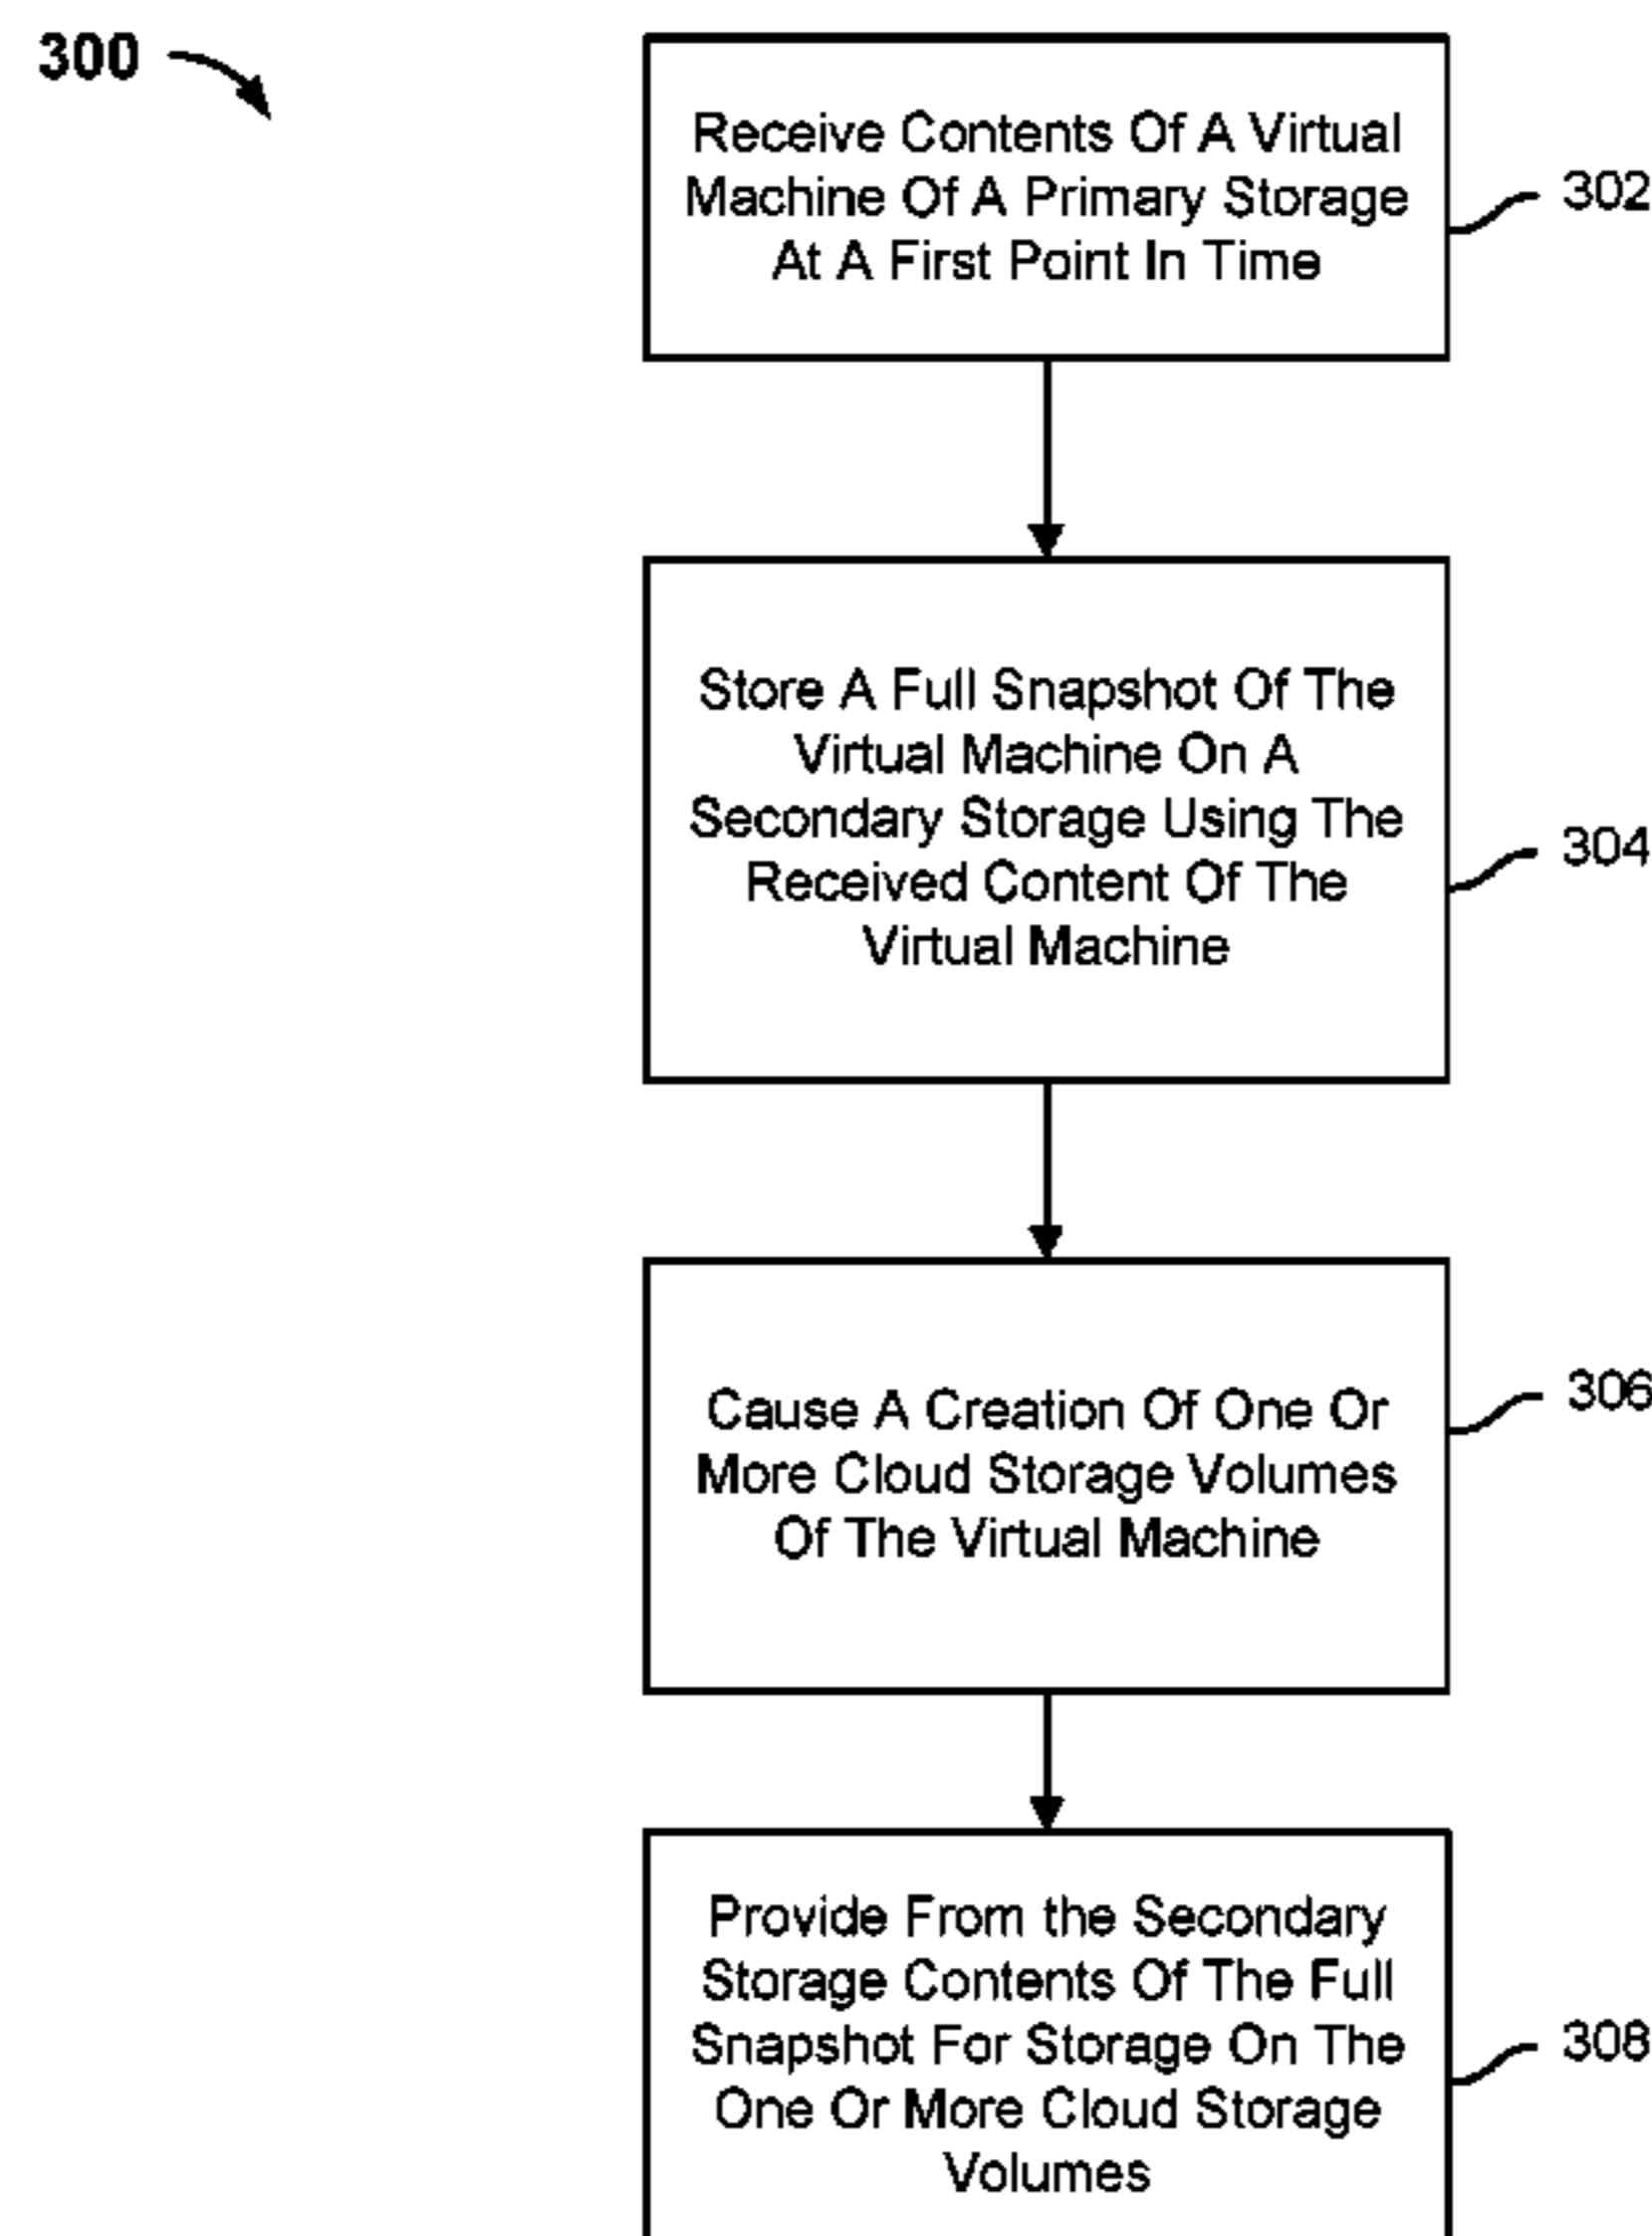 300
Receive Contents Of A Virtual
Machine Of A Primary Storage
At A First Point In Time
302
Store A Full Snapshot Of The
Virtual Machine On A
Secondary Storage Using The
Received Content Of The
Virtual Machine
304
Cause A Creation Of One Or
More Cloud Storage Volumes
Of The Virtual Machine
306
Provide From the Secondary
Storage Contents Of The Full
Snapshot For Storage On The
One Or More Cloud Storage
Volumes
308